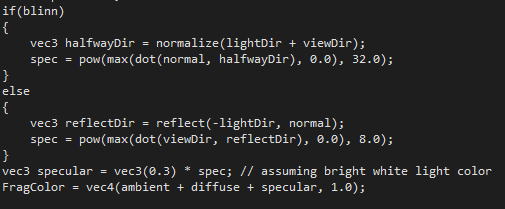 if(blinn)
{
    vec3 halfwayDir = normalize(lightDir + viewDir);
    spec = pow(max(dot(normal, halfwayDir), 0.0), 32.0);
}
else
{
    vec3 reflectDir = reflect(-lightDir, normal);
    spec = pow(max(dot(viewDir, reflectDir), 0.0), 8.0);
}
vec3 specular = vec3(0.3) * spec; // assuming bright white light color
FragColor = vec4(ambient + diffuse + specular, 1.0);